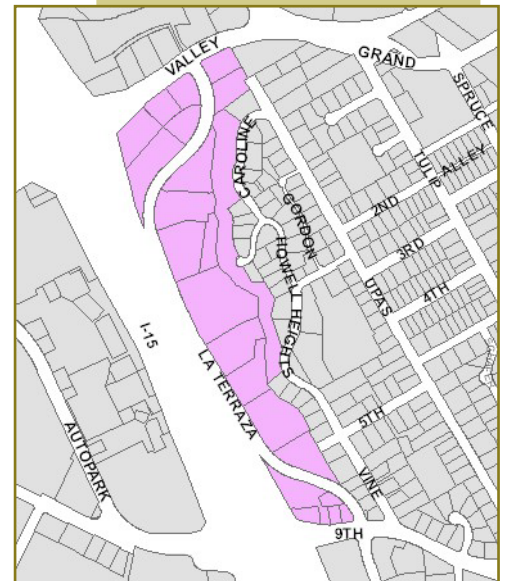 VALLEY
GRAND
SPRUCE
CAROLINE
TULIP
ALLEY
2ND
GORDON
3RD
HOWELL HEIGHTS
UPAS
4TH
I-15
LA TERRAZA
5TH
AUTOPARK
VINE
9TH